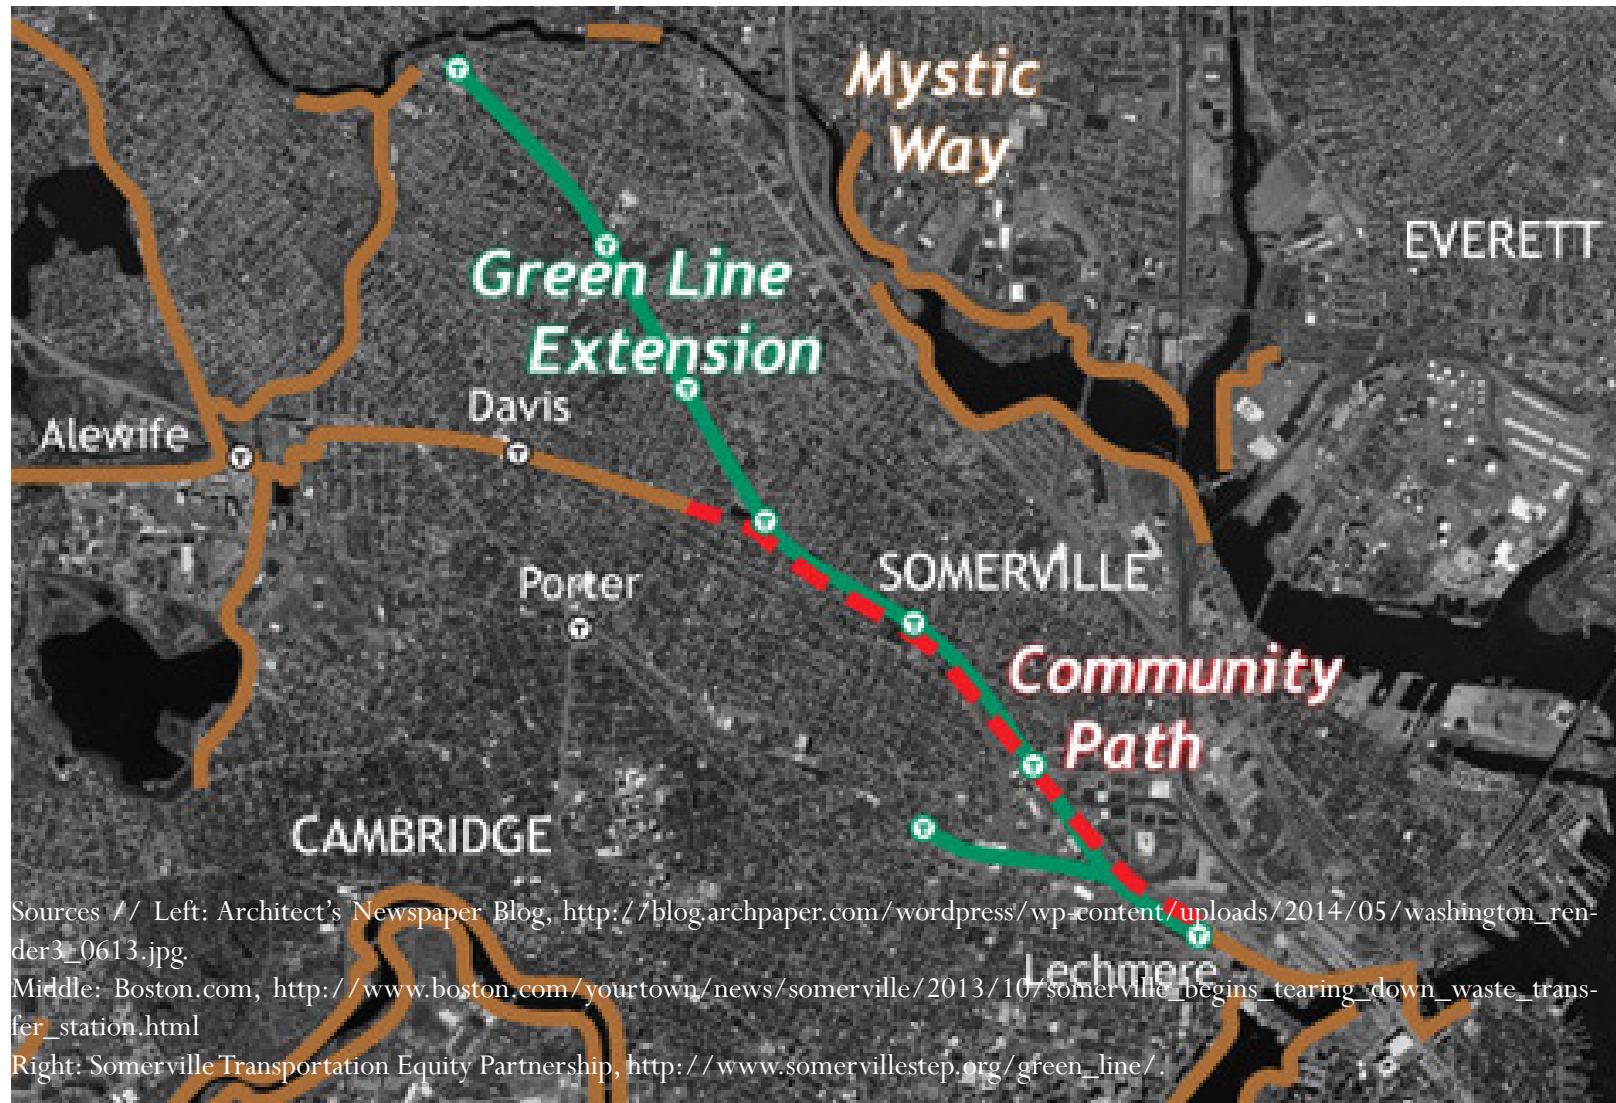 Mystic
Way
EVERETT
Green Line
Extension
Davis
Alewife
SOMERVILLE
Porter
Community
Path
CAMBRIDGE
Sources // Left: Architect’s Newspaper Blog, http://blog.archpaper.com/wordpress/wp-content/uploads/2014/05/washington_ren-
der3_0613.jpg.
Lechmere
Middle: Boston.com, http://www.boston.com/yourtown/news/somerville/2013/10/somerville_begins_tearing_down_waste_trans-
fer_station.html
Right: Somerville Transportation Equity Partnership, http://www.somervillestep.org/green_line/.
T
T
T
T
T
T
T
T
T
T
T